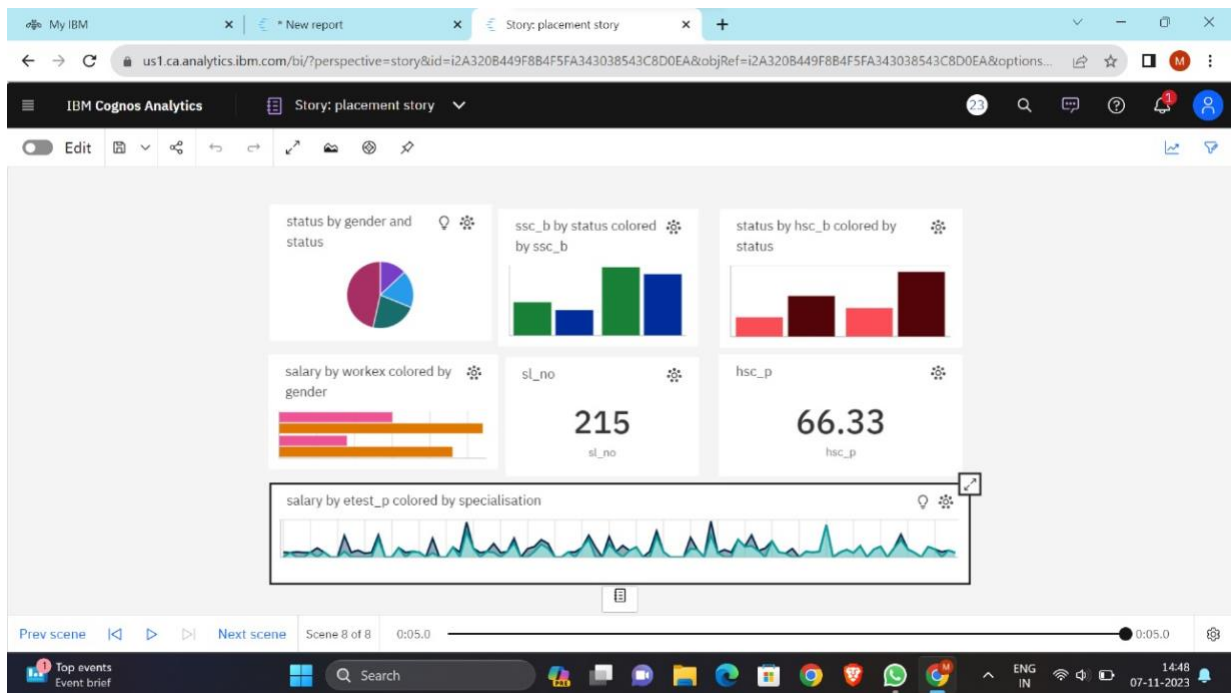 My IBM
* New report
Story: placement story
us1.ca.analytics.ibm.com/bi/?perspective=story&id=i2A320B449F8B4F5FA343038543C8D0EA&objRef=i2A320B449F8B4F5FA343038543C8D0EA&options...
M
IBM Cognos Analytics
Story: placement story
23
1
Edit
status by gender and
status
ssc_b by status colored
by ssc_b
status by hsc_b colored by
status
salary by workex colored by
gender
sl_no
215
sl_no
hsc_p
66.33
hsc_p
salary by etest_p colored by specialisation
Prev scene
Next scene
Scene 8 of 8
0:05.0
0:05.0
1
Top events
Event brief
Search
PRE
M
ENG
IN
14:48
07-11-2023